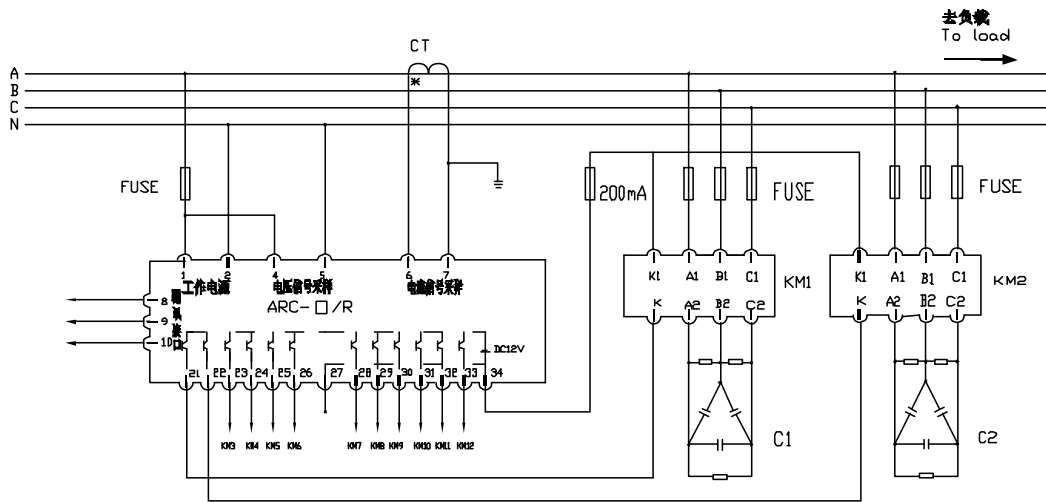 去负载
To load
CT
*
A
B
C
N
FUSE
200mA
FUSE
FUSE
1 2 4 5 6 7
工作电源 电压信号采样 电流信号采样
K1 A1 B1 C1
KM1
K A2 B2 C2
K1 A1 B1 C1
KM2
K A2 B2 C2
8
9
10
ARC-□/R
DC12V
21 22 23 24 25 26 27 28 29 30 31 32 33 34
KM3 KM4 KM5 KM6 KM7 KM8 KM9 KM10 KM11 KM12
C1
C2